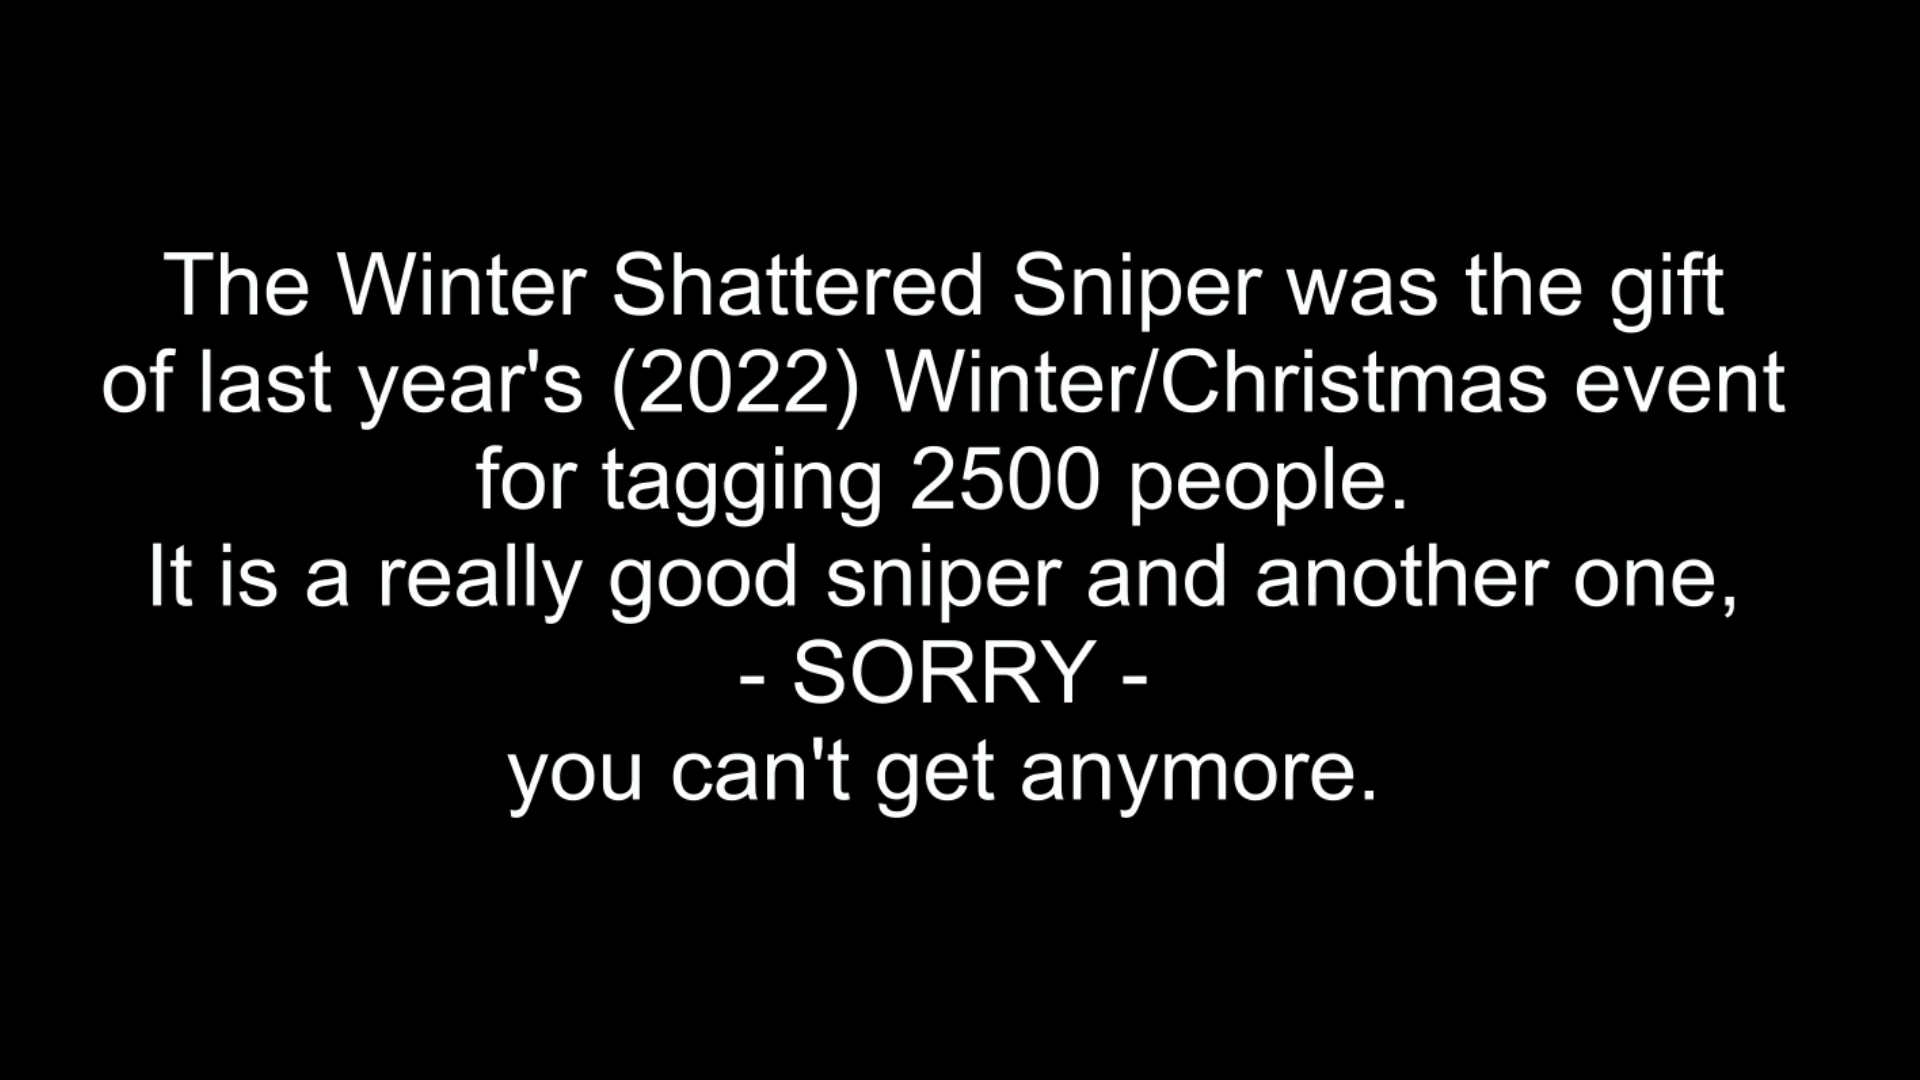 The Winter Shattered Sniper was the gift
of last year's (2022) Winter/Christmas event
for tagging 2500 people.
It is a really good sniper and another one,
- SORRY -
you can't get anymore.